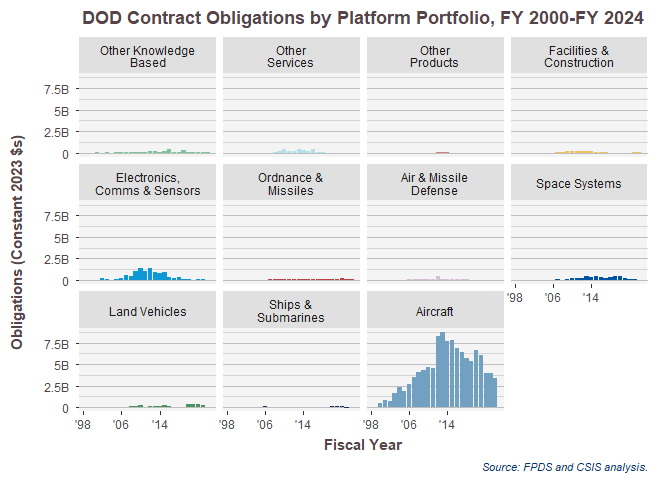 DOD Contract Obligations by Platform Portfolio, FY 2000-FY 2024
Other Knowledge
Based
Other
Services
Other
Products
Facilities &
Construction
7.5B
5B
2.5B
0
Electronics,
Comms & Sensors
Ordnance &
Missiles
Air & Missile
Defense
Space Systems
7.5B
5B
2.5B
0
'98 '06 '14
Land Vehicles
Ships &
Submarines
Aircraft
7.5B
5B
2.5B
0
'98 '06 '14
'98 '06 '14
'98 '06 '14
Obligations (Constant 2023 $s)
Fiscal Year
Source: FPDS and CSIS analysis.